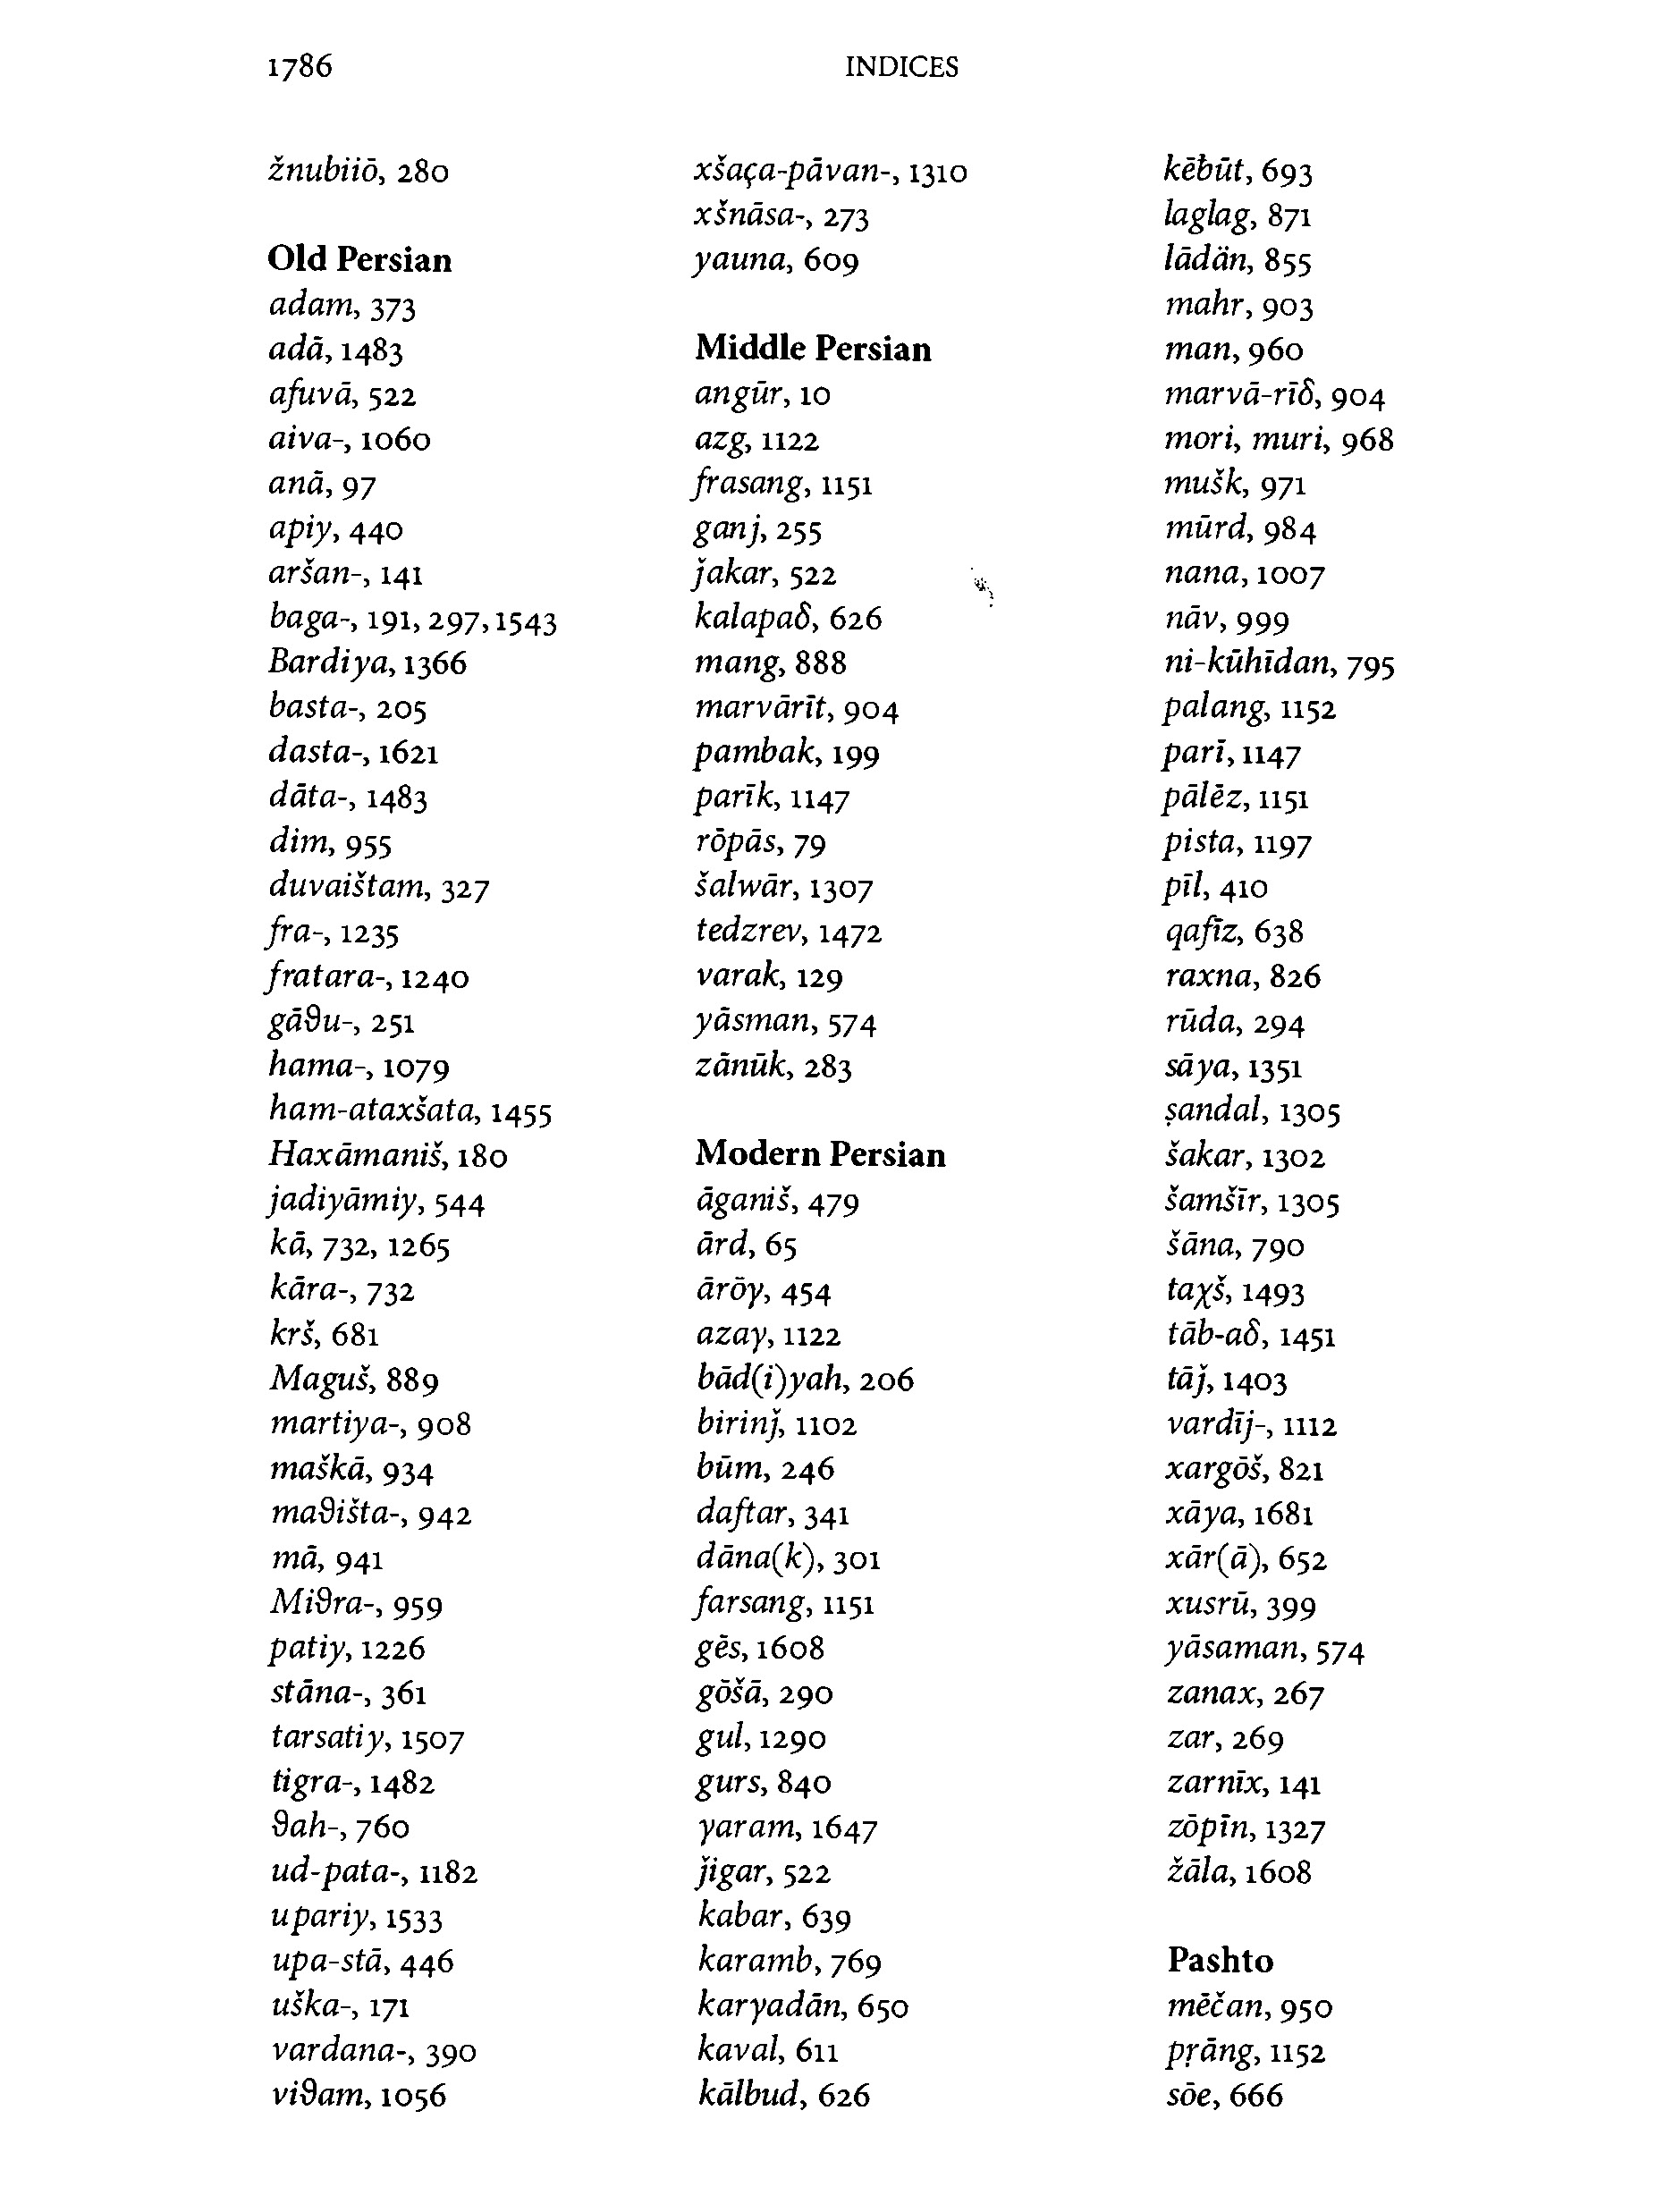 1786
INDICES
žnubiiō, 280
Old Persian
adam, 373
adā, 1483
afuvā, 522
aiva-, 1060
anā, 97
apiy, 440
aršan-, 141
baga-, 191, 297, 1543
Bardiya, 1366
basta-, 205
dasta-, 1621
dāta-, 1483
dim, 955
duvaištam, 327
fra-, 1235
fratara-, 1240
gāϑu-, 251
hama-, 1079
ham-ataxšata, 1455
Haxāmaniš, 180
jadiyāmiy, 544
kā, 732, 1265
kāra-, 732
krš, 681
Maguš, 889
martiya-, 908
maškā, 934
maϑišta-, 942
mā, 941
Miϑra-, 959
patiy, 1226
stāna-, 361
tarsatiy, 1507
tigra-, 1482
ϑah-, 760
ud-pata-, 1182
upariy, 1533
upa-stā, 446
uška-, 171
vardana-, 390
viϑam, 1056
xšaça-pāvan-, 1310
xšnāsa-, 273
yauna, 609
Middle Persian
angūr, 10
azg, 1122
frasang, 1151
ganj, 255
ǰakar, 522
kalapaδ, 626
mang, 888
marvārīt, 904
pambak, 199
parīk, 1147
rōpās, 79
šalwār, 1307
tedzrev, 1472
varak, 129
yāsman, 574
zānūk, 283
Modern Persian
āganiš, 479
ārd, 65
ārōy, 454
azay, 1122
bād(i)yah, 206
birinǰ, 1102
būm, 246
daftar, 341
dāna(k), 301
farsang, 1151
gēs, 1608
gōšā, 290
gul, 1290
gurs, 840
yaram, 1647
ǰigar, 522
kabar, 639
karamb, 769
karyadān, 650
kaval, 611
kālbud, 626
kēbūt, 693
laglag, 871
lādän, 855
mahr, 903
man, 960
marvā-rīδ, 904
mori, muri, 968
mušk, 971
mūrd, 984
nana, 1007
nāv, 999
ni-kūhīdan, 795
palang, 1152
parī, 1147
pālēz, 1151
pista, 1197
pīl, 410
qafīz, 638
raxna, 826
rūda, 294
sāya, 1351
ṣandal, 1305
šakar, 1302
šamšīr, 1305
šāna, 790
taχš, 1493
tāb-aδ, 1451
tāǰ, 1403
vardīj-, 1112
xargōš, 821
xāya, 1681
xār(ā), 652
xusrū, 399
yāsaman, 574
zanax, 267
zar, 269
zarnīx, 141
zōpīn, 1327
žāla, 1608
Pashto
mēčan, 950
pṛāng, 1152
sōe, 666